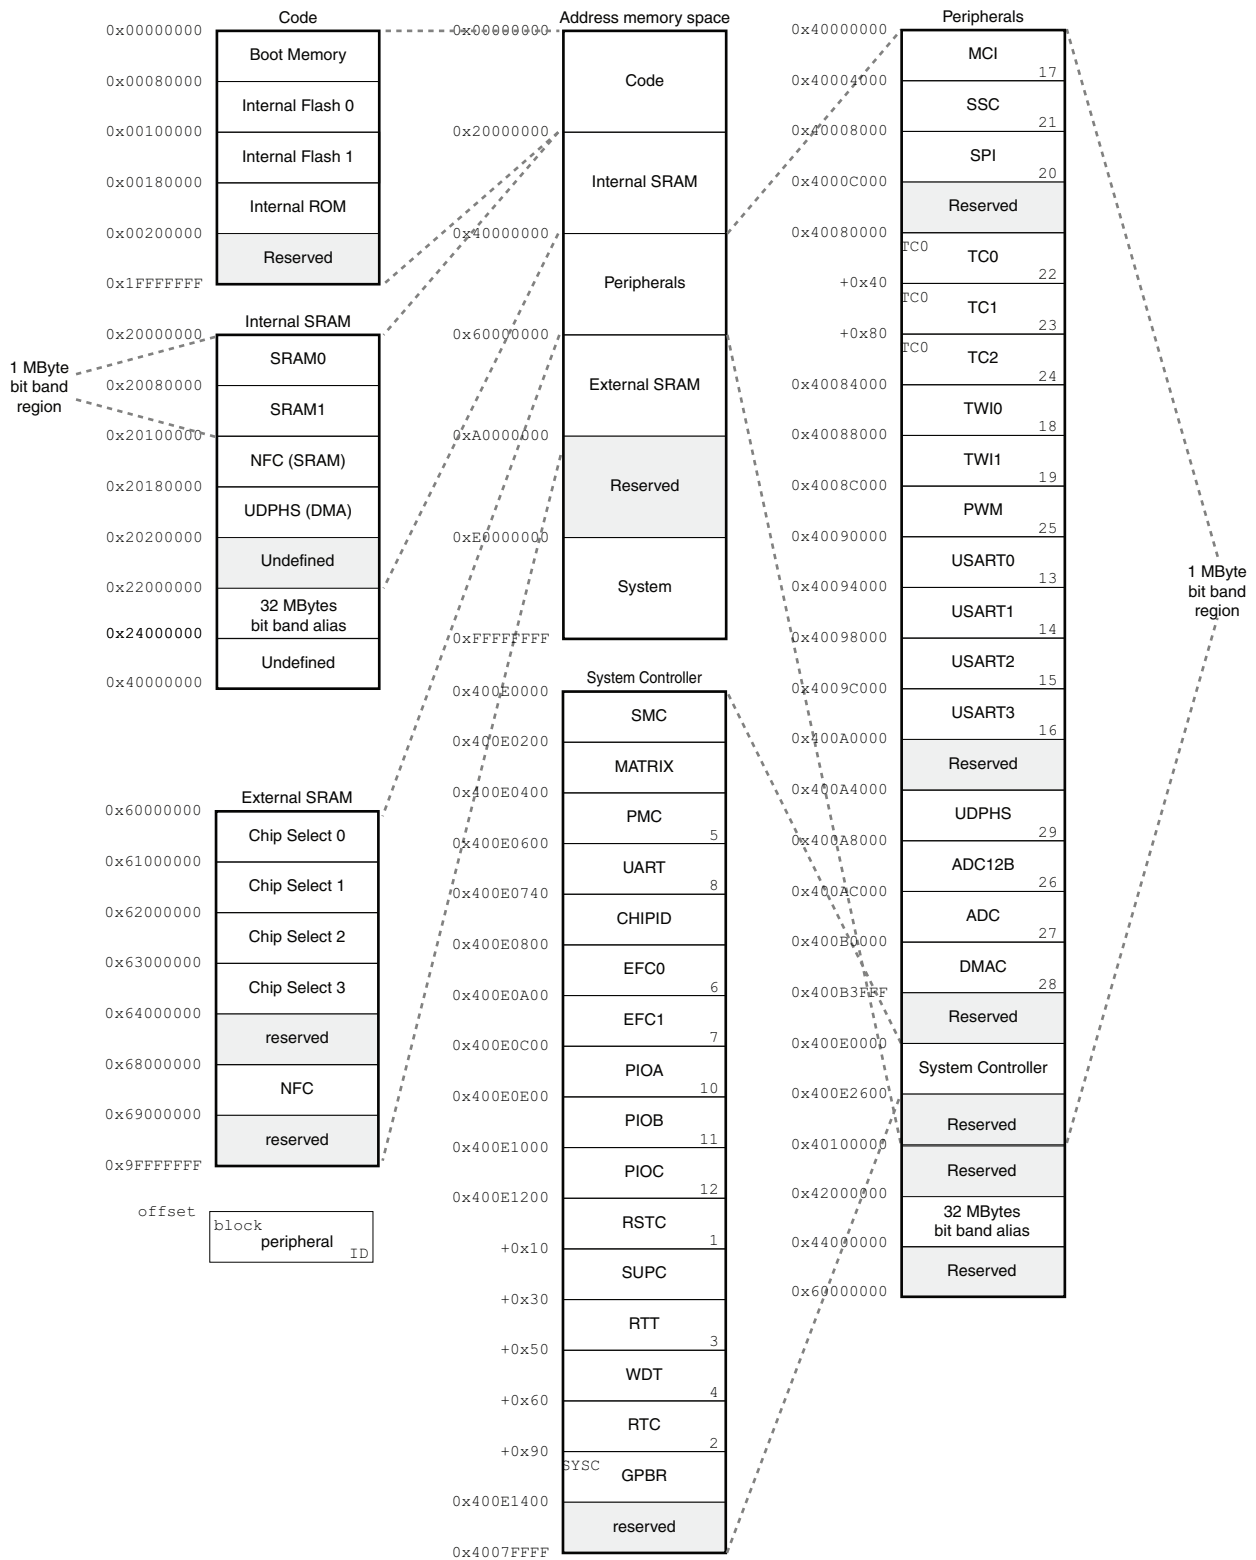 Code
0x00000000
Boot Memory
0x00080000
Internal Flash 0
0x00100000
Internal Flash 1
0x00180000
Internal ROM
0x00200000
Reserved
0x1FFFFFFF
Internal SRAM
0x20000000
SRAM0
0x20080000
SRAM1
0x20100000
NFC (SRAM)
0x20180000
UDPHS (DMA)
0x20200000
Undefined
0x22000000
32 MBytes
bit band alias
0x24000000
Undefined
0x40000000
1 MByte
bit band
region
External SRAM
0x60000000
Chip Select 0
0x61000000
Chip Select 1
0x62000000
Chip Select 2
0x63000000
Chip Select 3
0x64000000
reserved
0x68000000
NFC
0x69000000
reserved
0x9FFFFFFF
offset
block
peripheral
ID
Address memory space
0x00000000
Code
0x20000000
Internal SRAM
0x40000000
Peripherals
0x60000000
External SRAM
0xA0000000
Reserved
0xE0000000
System
0xFFFFFFFF
System Controller
0x400E0000
SMC
0x400E0200
MATRIX
0x400E0400
PMC
5
0x400E0600
UART
8
0x400E0740
CHIPID
0x400E0800
EFC0
6
0x400E0A00
EFC1
7
0x400E0C00
PIOA
10
0x400E0E00
PIOB
11
0x400E1000
PIOC
12
0x400E1200
RSTC
1
+0x10
SUPC
+0x30
RTT
3
+0x50
WDT
4
+0x60
RTC
2
+0x90
SYSC
GPBR
0x400E1400
reserved
0x4007FFFF
Peripherals
0x40000000
MCI
17
0x40004000
SSC
21
0x40008000
SPI
20
0x4000C000
Reserved
0x40080000
TC0
TC0
22
+0x40
TC0
TC1
23
+0x80
TC0
TC2
24
0x40084000
TWI0
18
0x40088000
TWI1
19
0x4008C000
PWM
25
0x40090000
USART0
13
0x40094000
USART1
14
0x40098000
USART2
15
0x4009C000
USART3
16
0x400A0000
Reserved
0x400A4000
UDPHS
29
0x400A8000
ADC12B
26
0x400AC000
ADC
27
0x400B0000
DMAC
28
0x400B3FFF
Reserved
0x400E0000
System Controller
0x400E2600
Reserved
0x40100000
Reserved
0x42000000
32 MBytes
bit band alias
0x44000000
Reserved
0x60000000
1 MByte
bit band
region